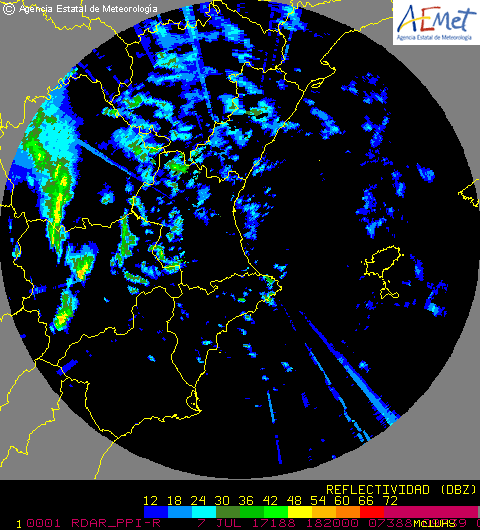 © Agencia Estatal de Meteorología
AEMet
Agencia Estatal de Meteorología
REFLECTIVIDAD (DBZ)
12 18 24 30 36 42 48 54 60 66 72
1 0001 RDAR_PPI-R 7 JUL 17188 182000 07388